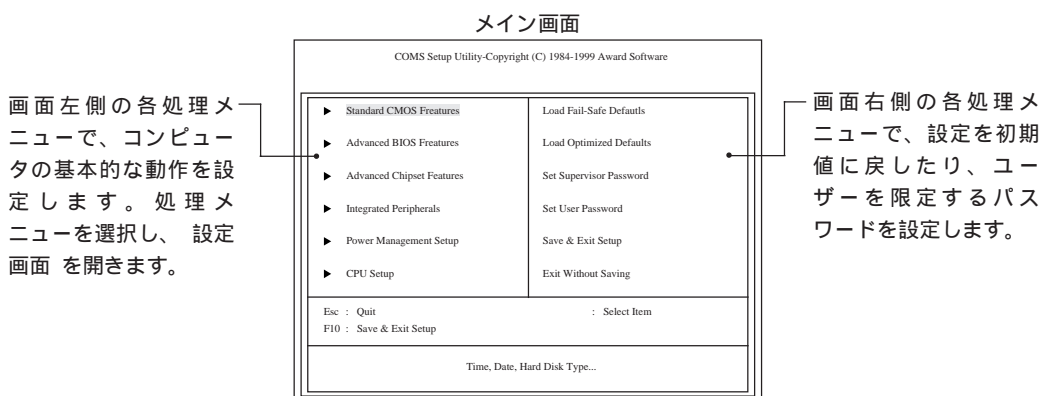 メイン画面
COMS Setup Utility-Copyright (C) 1984-1999 Award Software
画面左側の各処理メ
ニューで、コンピュー
タの基本的な動作を設
定します。処理メ
ニューを選択し、 設定
画面 を開きます。
Standard CMOS Freatures
Advanced BIOS Freatures
Advanced Chipset Features
Integrated Peripherals
Power Management Setup
CPU Setup
Load Fail-Safe Defautls
Load Optimized Defaults
Set Supervisor Password
Set User Password
Save & Exit Setup
Exit Without Saving
画面右側の各処理メ
ニューで、設定を初期
値に戻したり、ユー
ザーを限定するパス
ワードを設定します。
Esc : Quit : Select Item
F10 : Save & Exit Setup
Time, Date, Hard Disk Type...